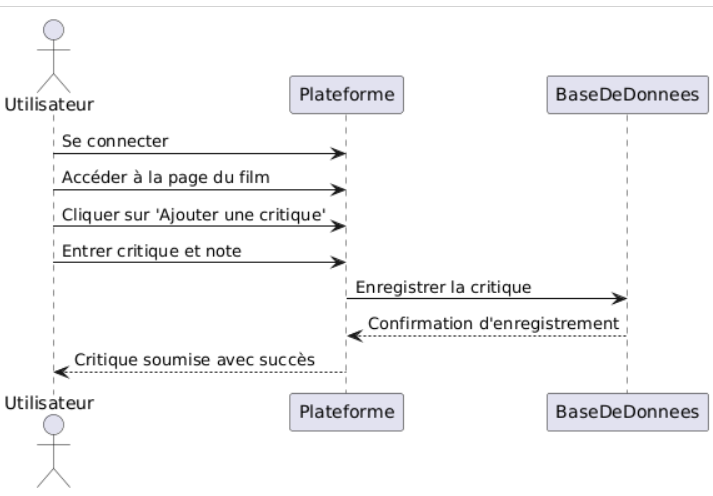 Utilisateur
Plateforme
BaseDeDonnees
Se connecter
Accéder à la page du film
Cliquer sur 'Ajouter une critique'
Entrer critique et note
Enregistrer la critique
Confirmation d'enregistrement
Critique soumise avec succès
Utilisateur
Plateforme
BaseDeDonnees